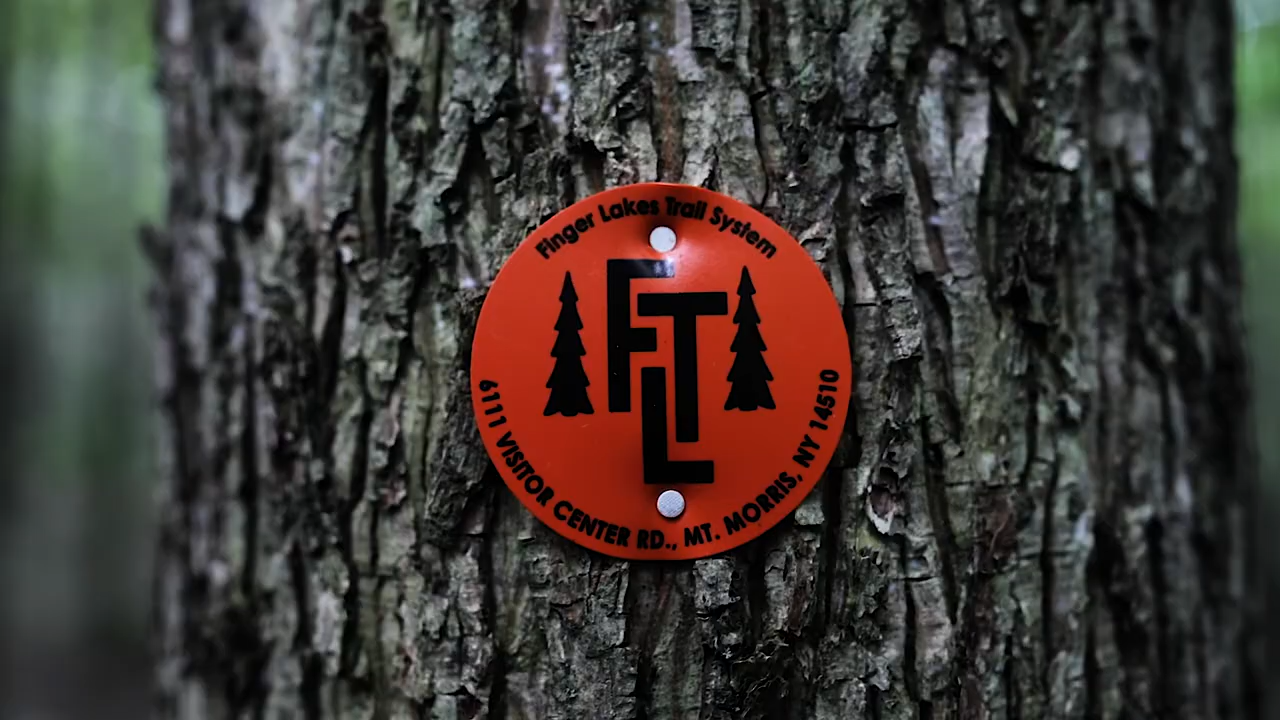 Finger Lakes Trail System
FLT
6111 VISITOR CENTER RD., MT. MORRIS, NY 14510